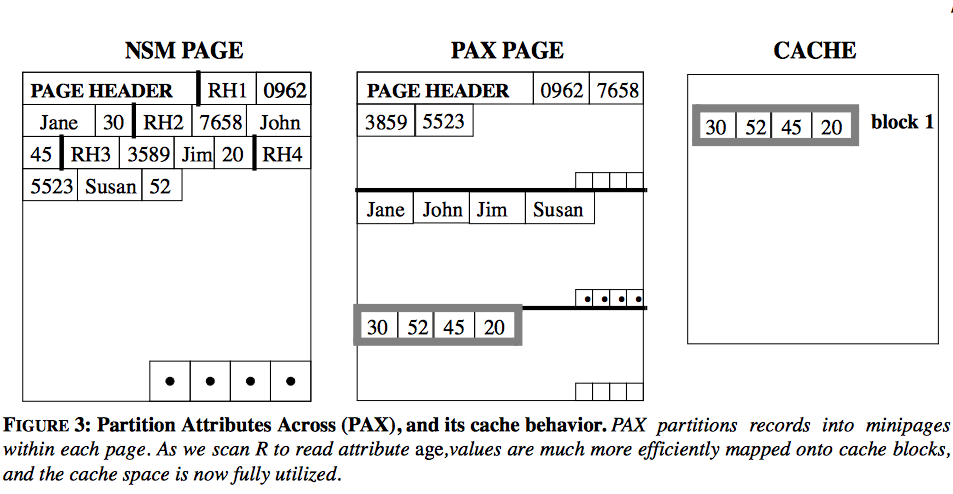 NSM PAGE PAX PAGE CACHE
PAGE HEADER RH1 0962
Jane 30 RH2 7658 John
45 RH3 3589 Jim 20 RH4
5523 Susan 52
PAGE HEADER 0962 7658
3859 5523
Jane John Jim Susan
30 52 45 20
30 52 45 20 block 1
FIGURE 3: Partition Attributes Across (PAX), and its cache behavior. PAX partitions records into minipages
within each page. As we scan R to read attribute age,values are much more efficiently mapped onto cache blocks,
and the cache space is now fully utilized.